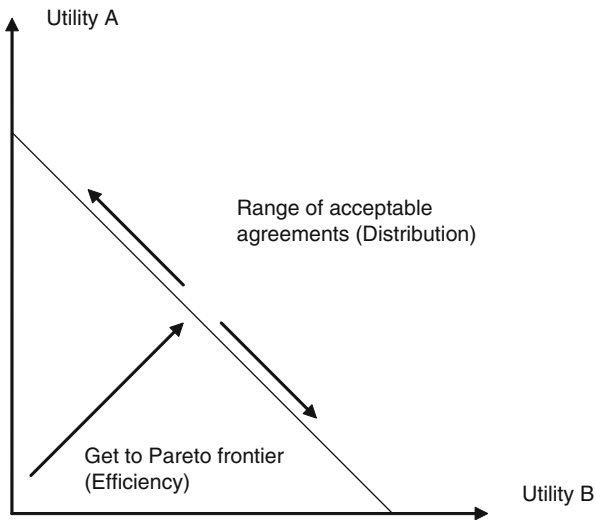 Utility A
Range of acceptable
agreements (Distribution)
Get to Pareto frontier
(Efficiency)
Utility B